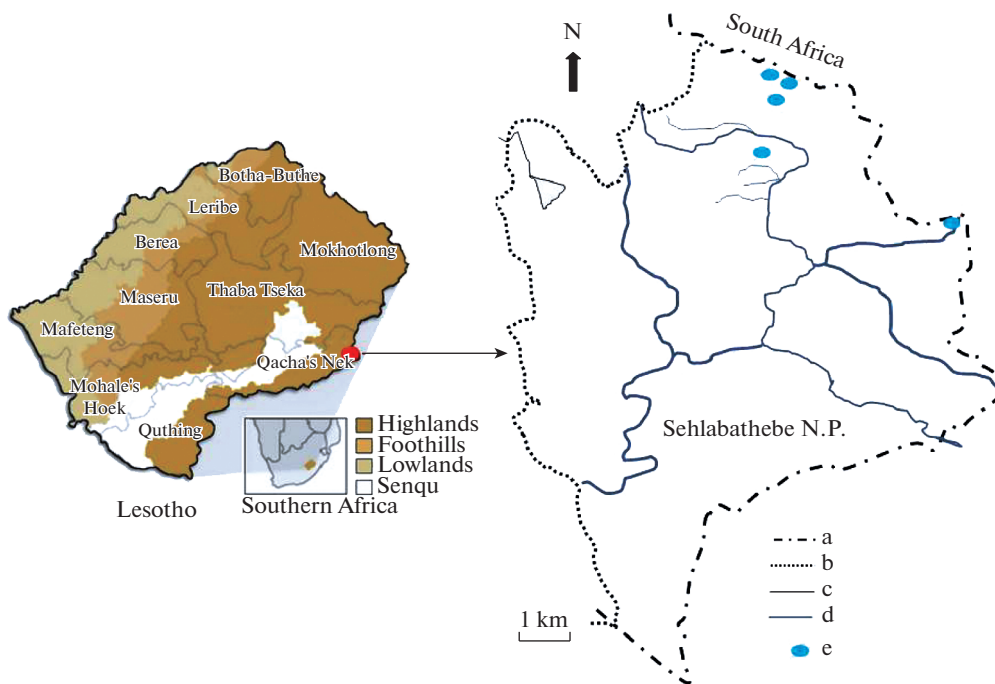 Botha-Buthe
Leribe
Berea
Mokhotlong
Maseru
Thaba Tseka
Mafeteng
Qacha's Nek
Mohale's
Hoek
Quthing
Highlands
Foothills
Lowlands
Senqu
Lesotho
Southern Africa
N
South Africa
Sehlabathebe N.P.
a
b
c
d
e
1 km